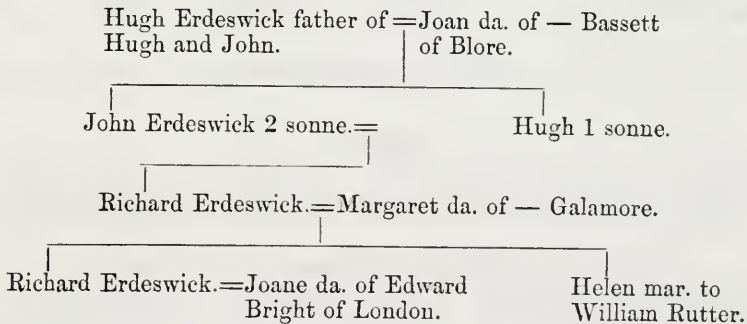 Hugh Erdeswick father of = Joan da. of — Bassett
Hugh and John. of Blore.
John Erdeswick 2 sonne. = Hugh 1 sonne.
Richard Erdeswick. = Margaret da. of — Galamore.
Richard Erdeswick. = Joane da. of Edward Helen mar. to
Bright of London. William Rutter.